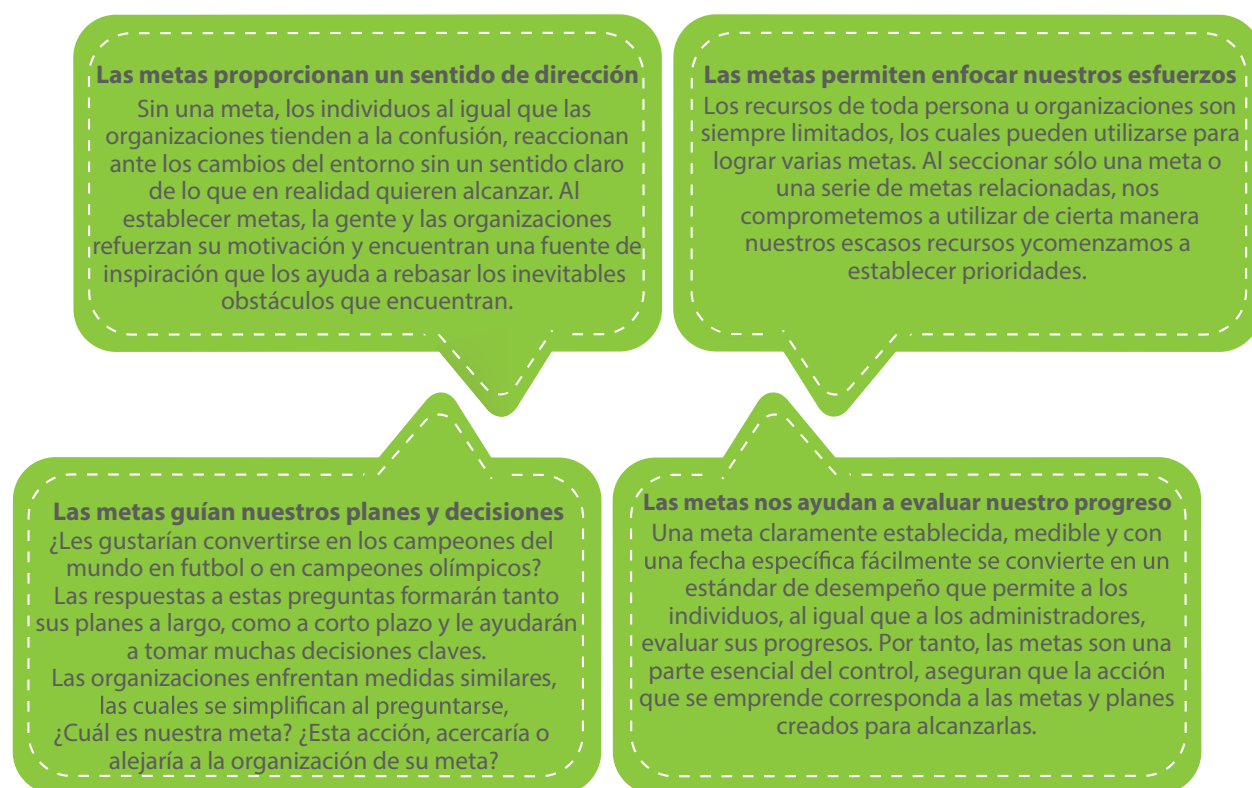 Las metas proporcionan un sentido de dirección
Sin una meta, los individuos al igual que las
organizaciones tienden a la confusión, reaccionan
ante los cambios del entorno sin un sentido claro
de lo que en realidad quieren alcanzar. Al
establecer metas, la gente y las organizaciones
refuerzan su motivación y encuentran una fuente de
inspiración que los ayuda a rebasar los inevitables
obstáculos que encuentran.
Las metas permiten enfocar nuestros esfuerzos
Los recursos de toda persona u organizaciones son
siempre limitados, los cuales pueden utilizarse para
lograr varias metas. Al seccionar sólo una meta o
una serie de metas relacionadas, nos
comprometemos a utilizar de cierta manera
nuestros escasos recursos ycomenzamos a
establecer prioridades.
Las metas guían nuestros planes y decisiones
¿Les gustarían convertirse en los campeones del
mundo en futbol o en campeones olímpicos?
Las respuestas a estas preguntas formarán tanto
sus planes a largo, como a corto plazo y le ayudarán
a tomar muchas decisiones claves.
Las organizaciones enfrentan medidas similares,
las cuales se simplifican al preguntarse,
¿Cuál es nuestra meta? ¿Esta acción, acercaría o
alejaría a la organización de su meta?
Las metas nos ayudan a evaluar nuestro progreso
Una meta claramente establecida, medible y con
una fecha específica fácilmente se convierte en un
estándar de desempeño que permite a los
individuos, al igual que a los administradores,
evaluar sus progresos. Por tanto, las metas son una
parte esencial del control, aseguran que la acción
que se emprende corresponda a las metas y planes
creados para alcanzarlas.